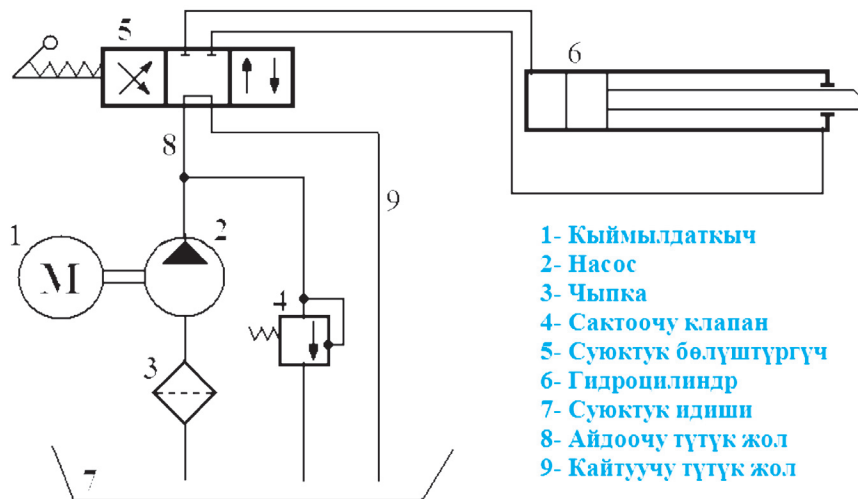 5
6
8
9
1
2
M
4
3
7
1- Кыймылдаткыч
2- Насос
3- Чыпка
4- Сактоочу клапан
5- Суюктук бөлүштүргүч
6- Гидроцилиндр
7- Суюктук идиши
8- Айдоочу түтүк жол
9- Кайтуучу түтүк жол